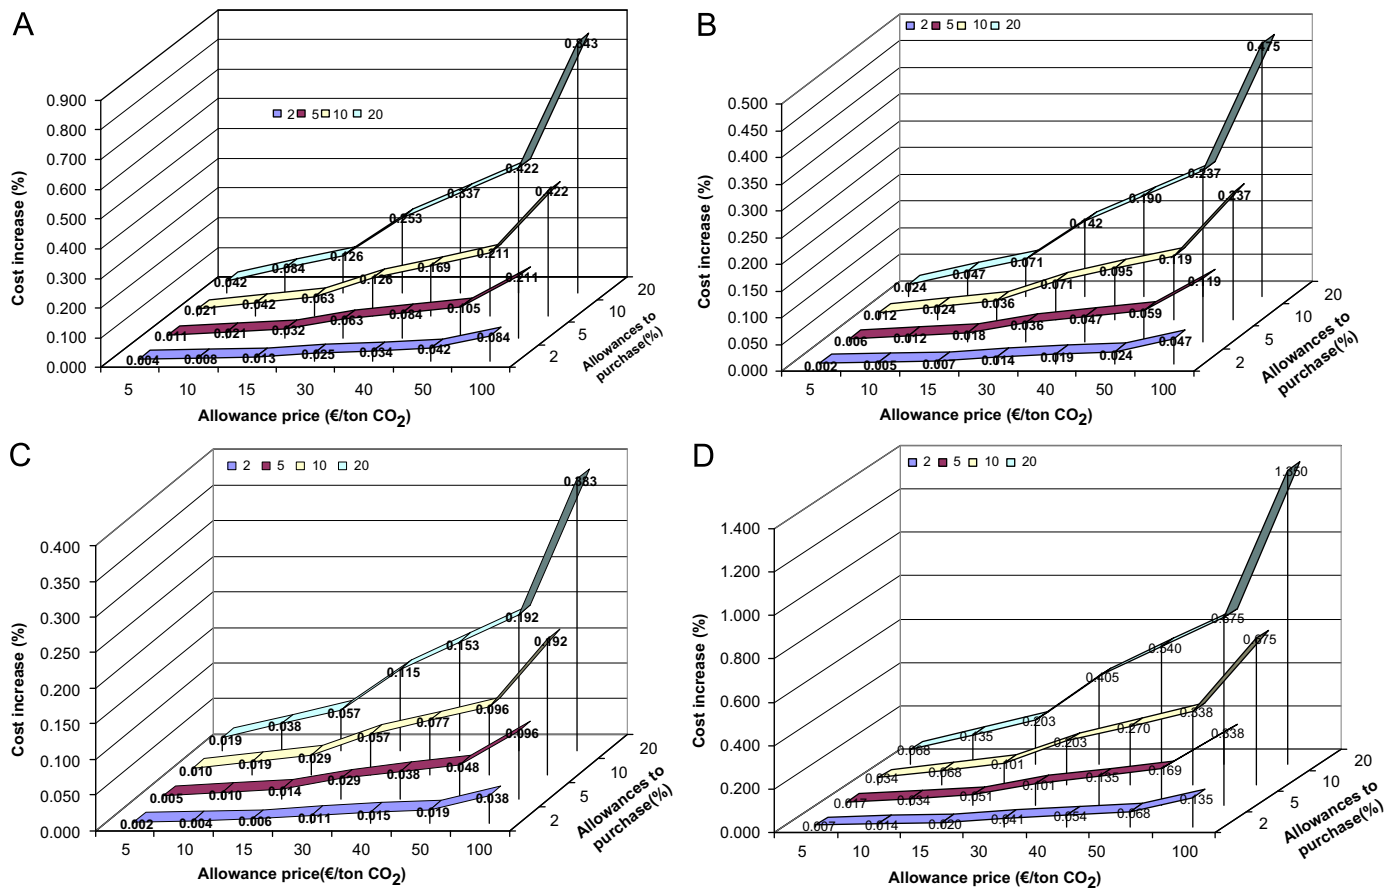 A
2 5 10 20
0.900
0.800
0.700
0.600
0.500
0.400
0.300
0.200
0.100
0.000
Cost increase (%)
0.042 0.084 0.126 0.253 0.337 0.422 0.843
0.021 0.042 0.063 0.126 0.169 0.211 0.422
0.011 0.021 0.032 0.063 0.084 0.105 0.211
0.004 0.008 0.013 0.025 0.034 0.042 0.084
5 10 15 30 40 50 100
Allowance price (€/ton CO2)
2 5 10 20
Allowances to
purchase(%)
B
2 5 10 20
0.500
0.450
0.400
0.350
0.300
0.250
0.200
0.150
0.100
0.050
0.000
Cost increase (%)
0.024 0.047 0.071 0.142 0.190 0.237 0.475
0.012 0.024 0.036 0.071 0.095 0.119 0.237
0.006 0.012 0.018 0.036 0.047 0.059 0.119
0.002 0.005 0.007 0.014 0.019 0.024 0.047
5 10 15 30 40 50 100
Allowance price (€/ton CO2)
2 5 10 20
Allowances to
purchase(%)
C
2 5 10 20
0.400
0.350
0.300
0.250
0.200
0.150
0.100
0.050
0.000
Cost increase (%)
0.019 0.038 0.057 0.115 0.153 0.192 0.383
0.010 0.019 0.029 0.057 0.077 0.096 0.192
0.005 0.010 0.014 0.029 0.038 0.048 0.096
0.002 0.004 0.006 0.011 0.015 0.019 0.038
5 10 15 30 40 50 100
Allowance price(€/ton CO2)
2 5 10 20
Allowances to
purchase(%)
D
2 5 10 20
1.400
1.200
1.000
0.800
0.600
0.400
0.200
0.000
Cost increase (%)
0.068 0.135 0.203 0.405 0.540 0.675 1.350
0.034 0.068 0.101 0.203 0.270 0.338 0.675
0.017 0.034 0.051 0.101 0.135 0.169 0.338
0.007 0.014 0.020 0.041 0.054 0.068 0.135
5 10 15 30 40 50 100
Allowance price (€/ton CO2)
2 5 10 20
Allowances to
purchase(%)